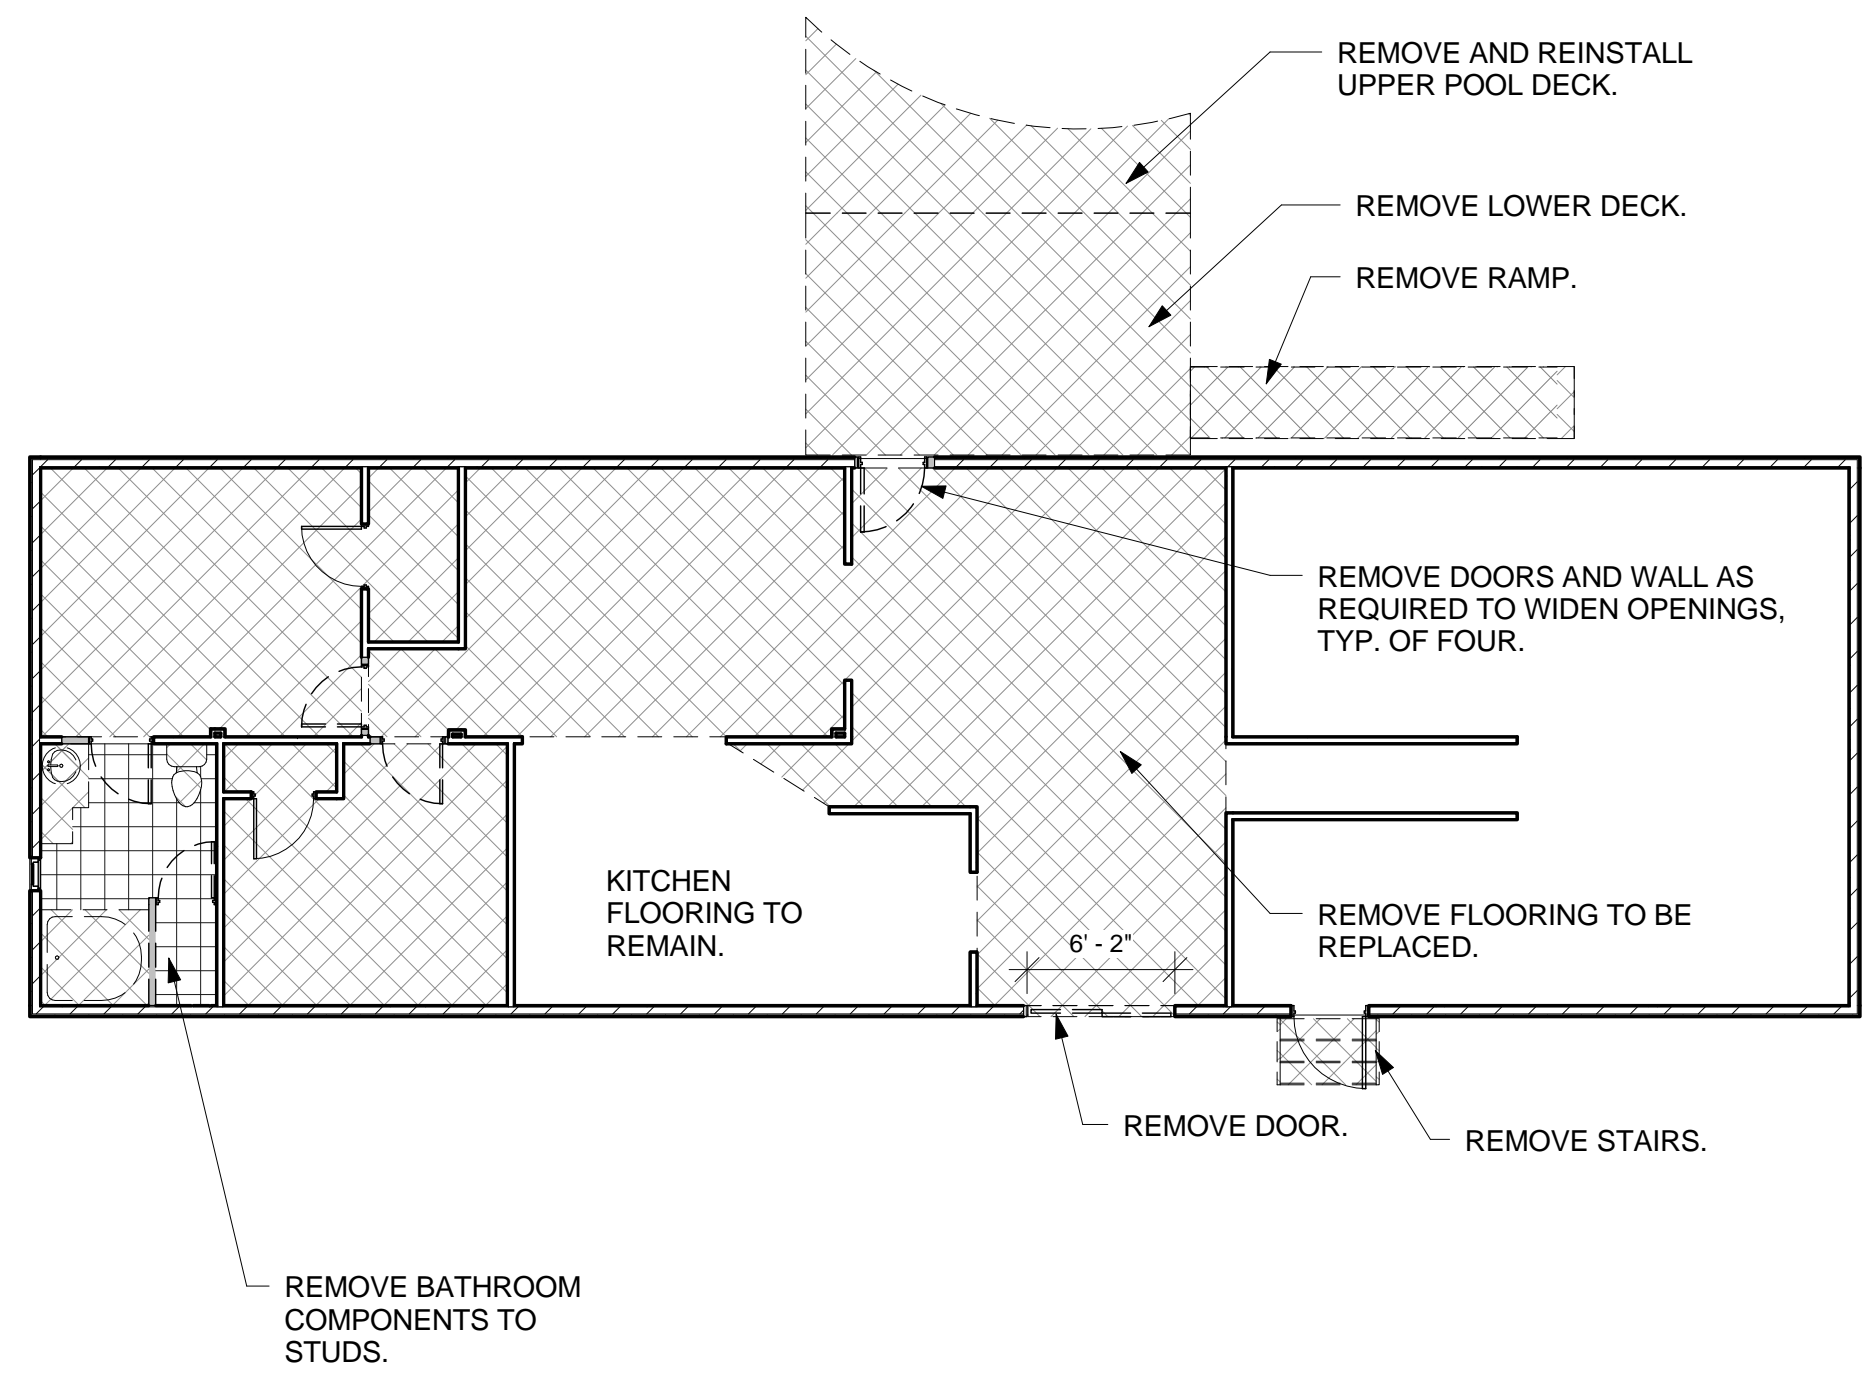 REMOVE AND REINSTALL
UPPER POOL DECK.
REMOVE LOWER DECK.
REMOVE RAMP.
REMOVE DOORS AND WALL AS
REQUIRED TO WIDEN OPENINGS,
TYP. OF FOUR.
KITCHEN
FLOORING TO
REMAIN.
REMOVE FLOORING TO BE
REPLACED.
6' - 2"
REMOVE DOOR.
REMOVE STAIRS.
REMOVE BATHROOM
COMPONENTS TO
STUDS.